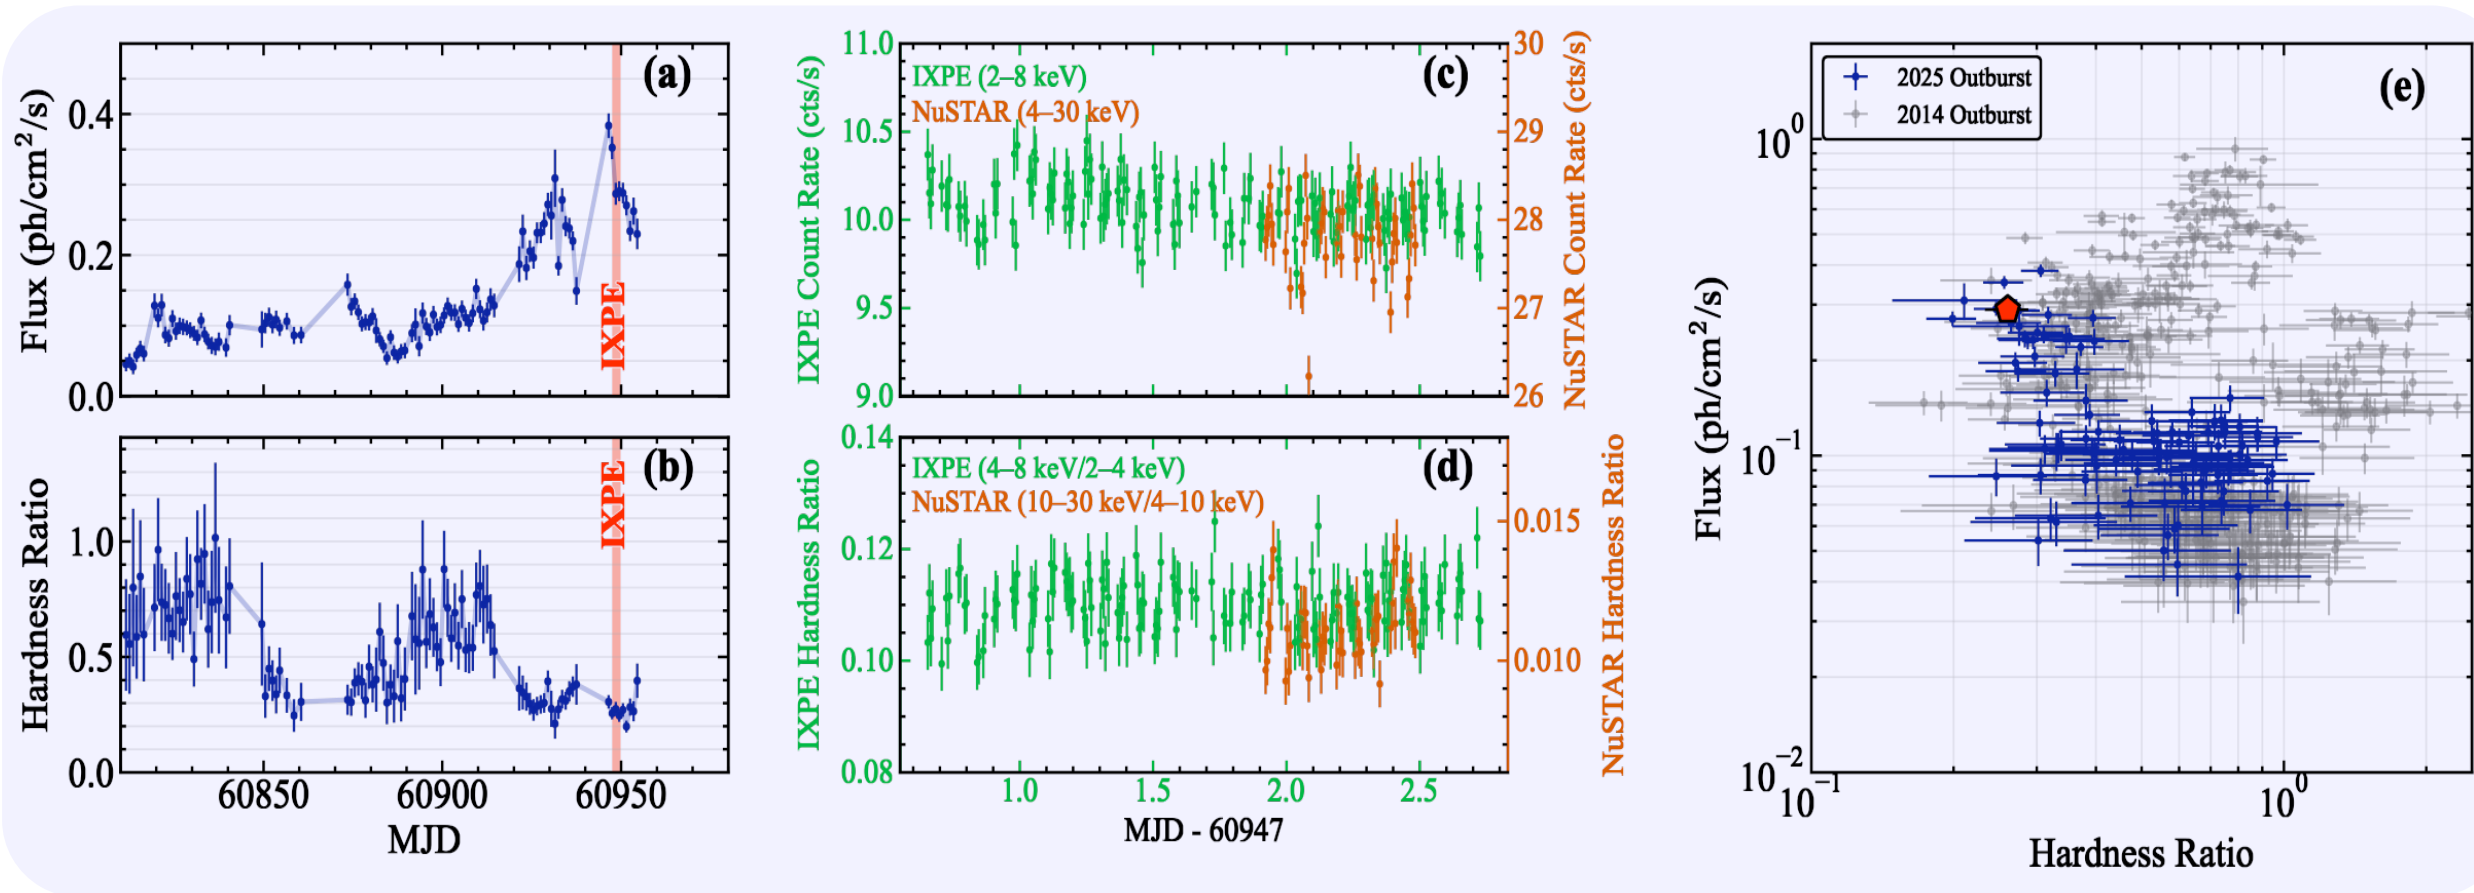 (a)
Flux (ph/cm²/s)
0.4
0.2
0.0
IXPE
(b)
Hardness Ratio
1.0
0.5
0.0
IXPE
60850
60900
60950
MJD
(c)
IXPE (2–8 keV)
NuSTAR (4–30 keV)
IXPE Count Rate (cts/s)
11.0
10.5
10.0
9.5
9.0
NuSTAR Count Rate (cts/s)
30
29
28
27
26
(d)
IXPE (4–8 keV/2–4 keV)
NuSTAR (10–30 keV/4–10 keV)
IXPE Hardness Ratio
0.14
0.12
0.10
0.08
NuSTAR Hardness Ratio
0.015
0.010
1.0
1.5
2.0
2.5
MJD - 60947
(e)
2025 Outburst
2014 Outburst
Flux (ph/cm²/s)
10⁰
10⁻¹
10⁻²
10⁻¹
10⁰
Hardness Ratio